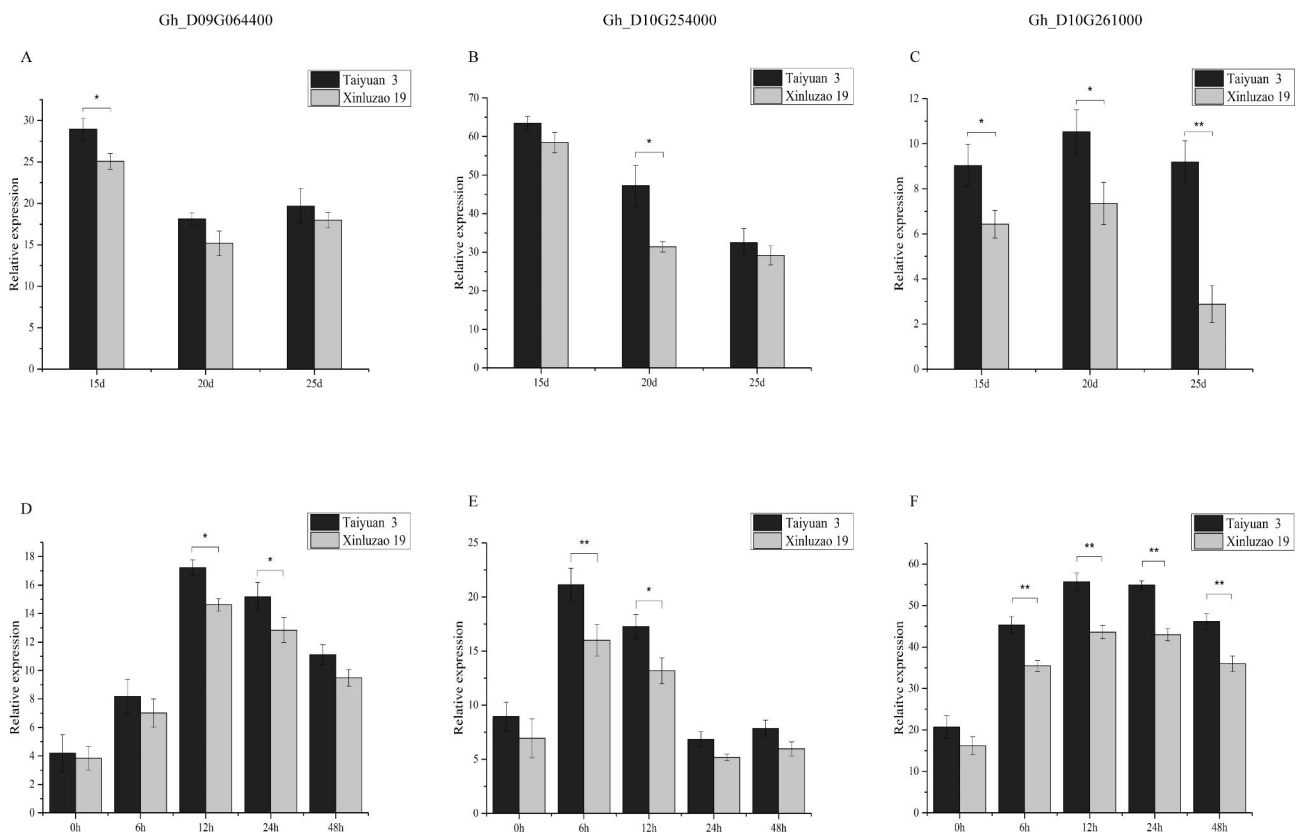 Gh_D09G064400
Gh_D10G254000
Gh_D10G261000
A
Taiyuan 3
Xinluzao 19
*
Relative expression
30
25
20
15
10
5
0
15d 20d 25d
B
Taiyuan 3
Xinluzao 19
*
Relative expression
70
60
50
40
30
20
10
0
15d 20d 25d
C
Taiyuan 3
Xinluzao 19
* * **
Relative expression
12
10
8
6
4
2
0
15d 20d 25d
D
Taiyuan 3
Xinluzao 19
* *
Relative expression
18
16
14
12
10
8
6
4
2
0
0h 6h 12h 24h 48h
E
Taiyuan 3
Xinluzao 19
** *
Relative expression
25
20
15
10
5
0
0h 6h 12h 24h 48h
F
Taiyuan 3
Xinluzao 19
** ** ** **
Relaitve expression
60
50
40
30
20
10
0
0h 6h 12h 24h 48h